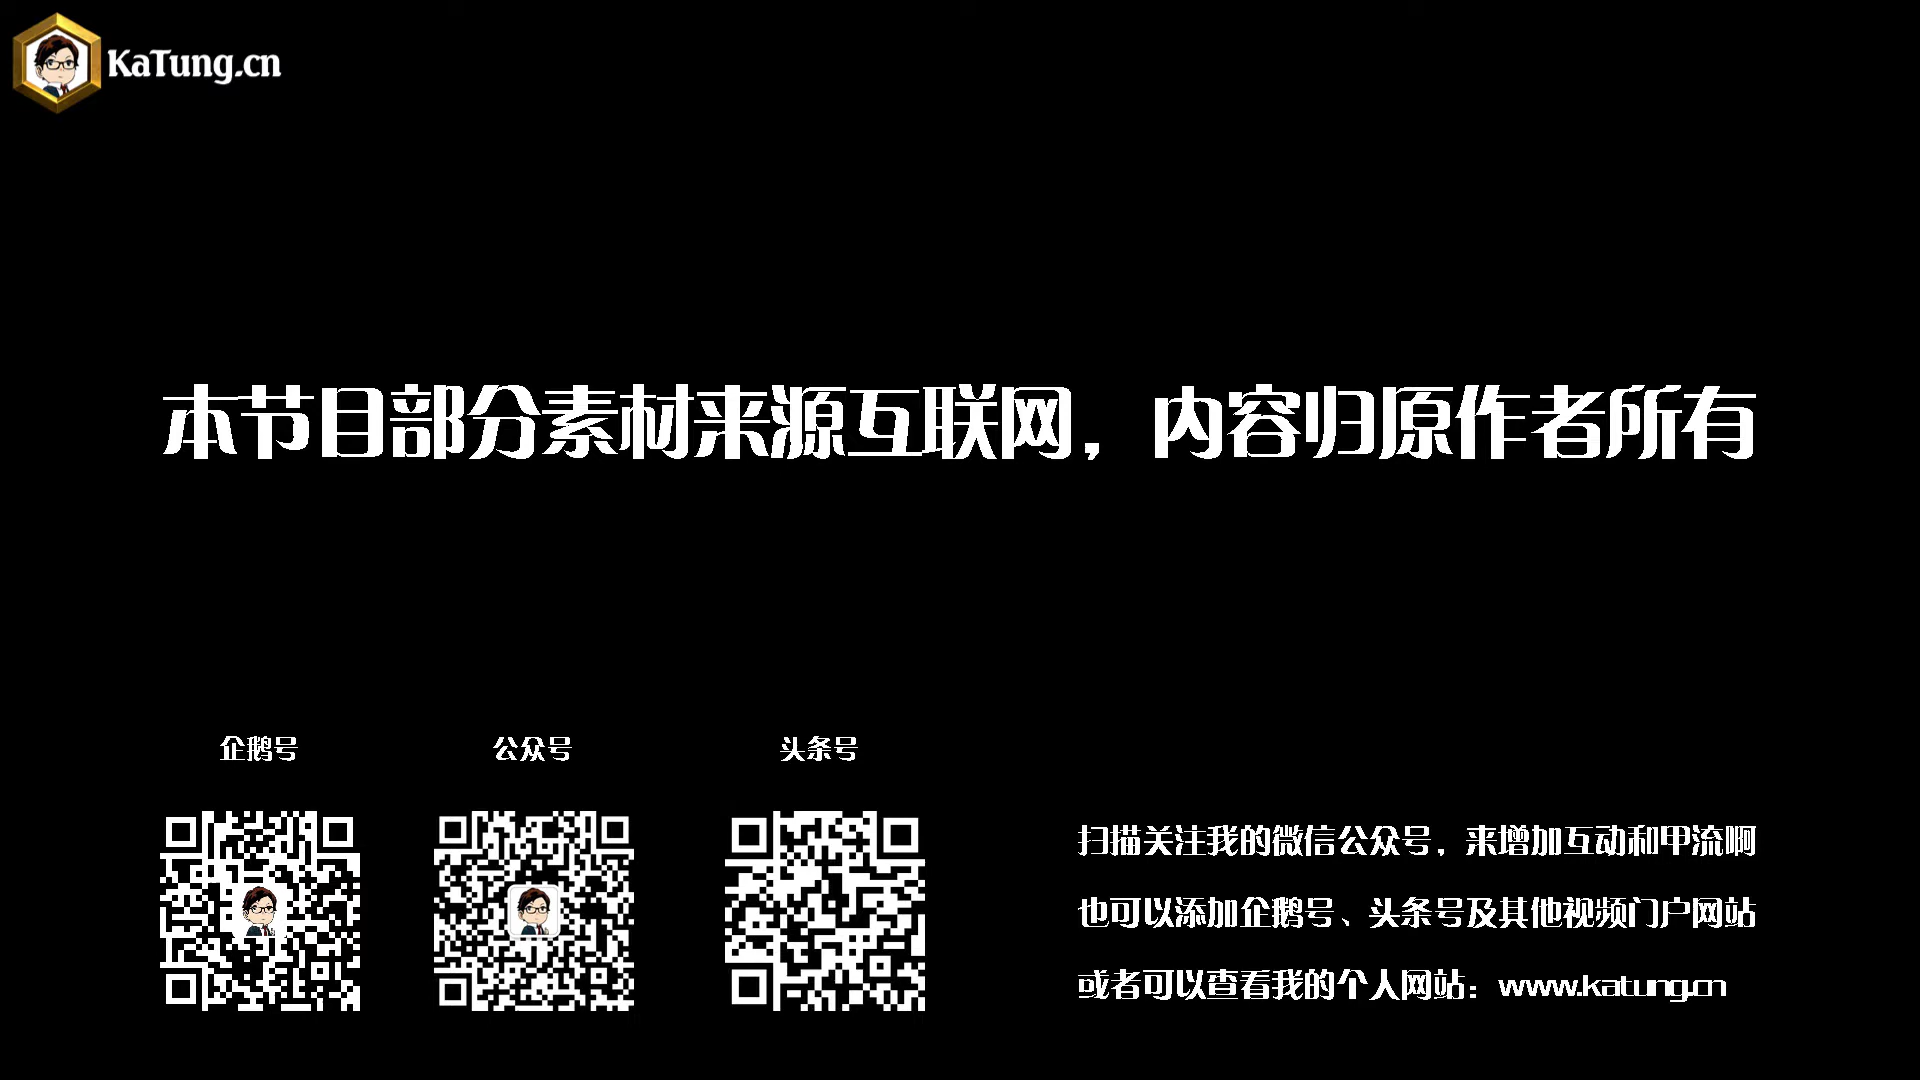 KaTung.cn
本节目部分素材来源互联网，内容归原作者所有
企鹅号
公众号
头条号
扫描关注我的微信公众号，来增加互动和甲流啊
也可以添加企鹅号、头条号及其他视频门户网站
或者可以查看我的个人网站：www.katung.cn